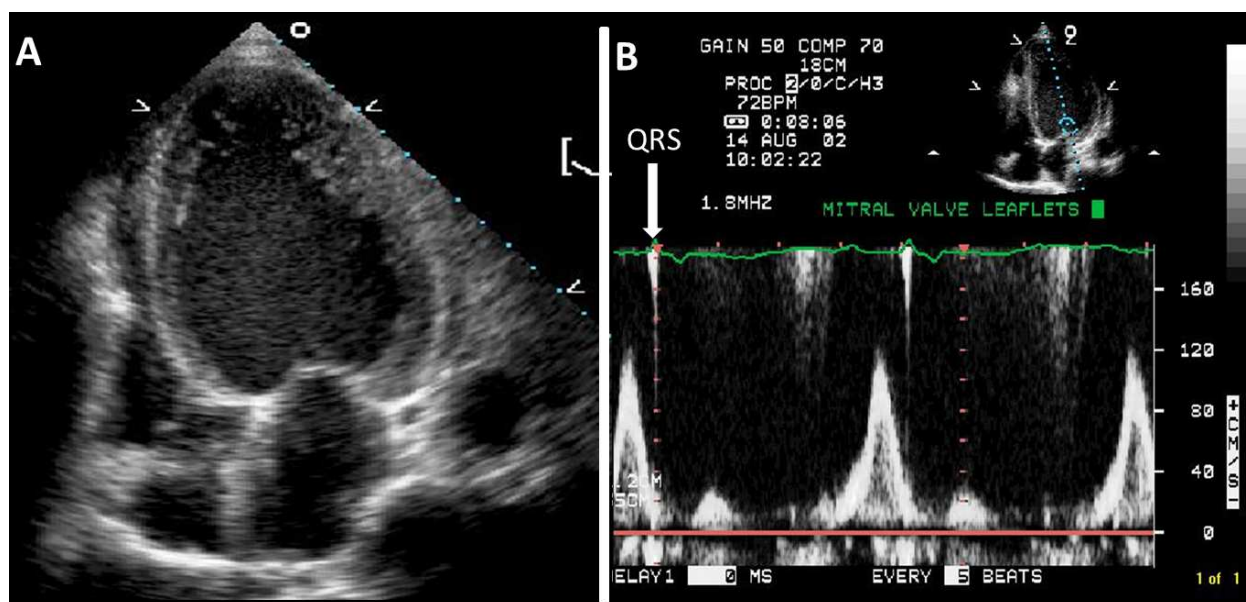 A
B
GAIN 50 COMP 70
18CM
PROC 2/0/C/H3
72BPM
0:08:06
14 AUG 02
10:02:22
QRS
1.8MHZ
MITRAL VALVE LEAFLETS
160
120
80
40
0
+CM/S-
ELAY1 0 MS
EVERY 5 BEATS
1 of 1